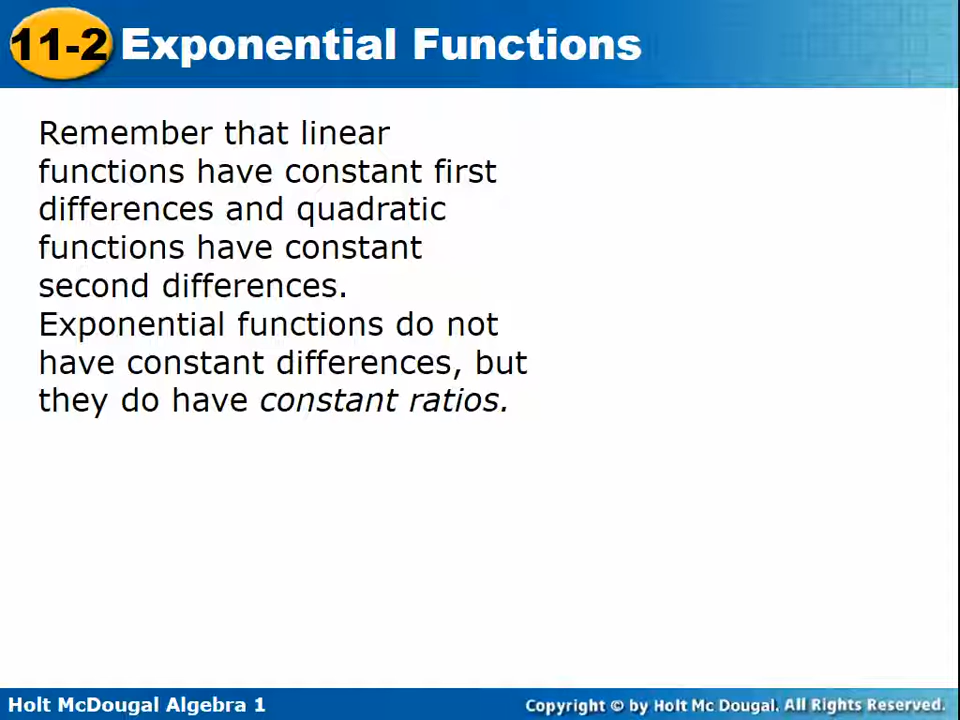 11-2 Exponential Functions
Remember that linear
functions have constant first
differences and quadratic
functions have constant
second differences.
Exponential functions do not
have constant differences, but
they do have constant ratios.
Holt McDougal Algebra 1
Copyright © by Holt Mc Dougal. All Rights Reserved.